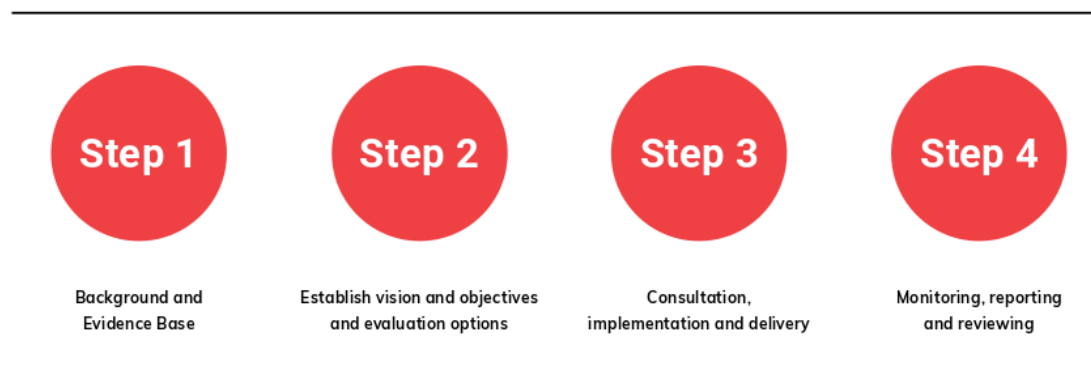 Step 1
Background and
Evidence Base
Step 2
Establish vision and objectives
and evaluation options
Step 3
Consultation,
implementation and delivery
Step 4
Monitoring, reporting
and reviewing